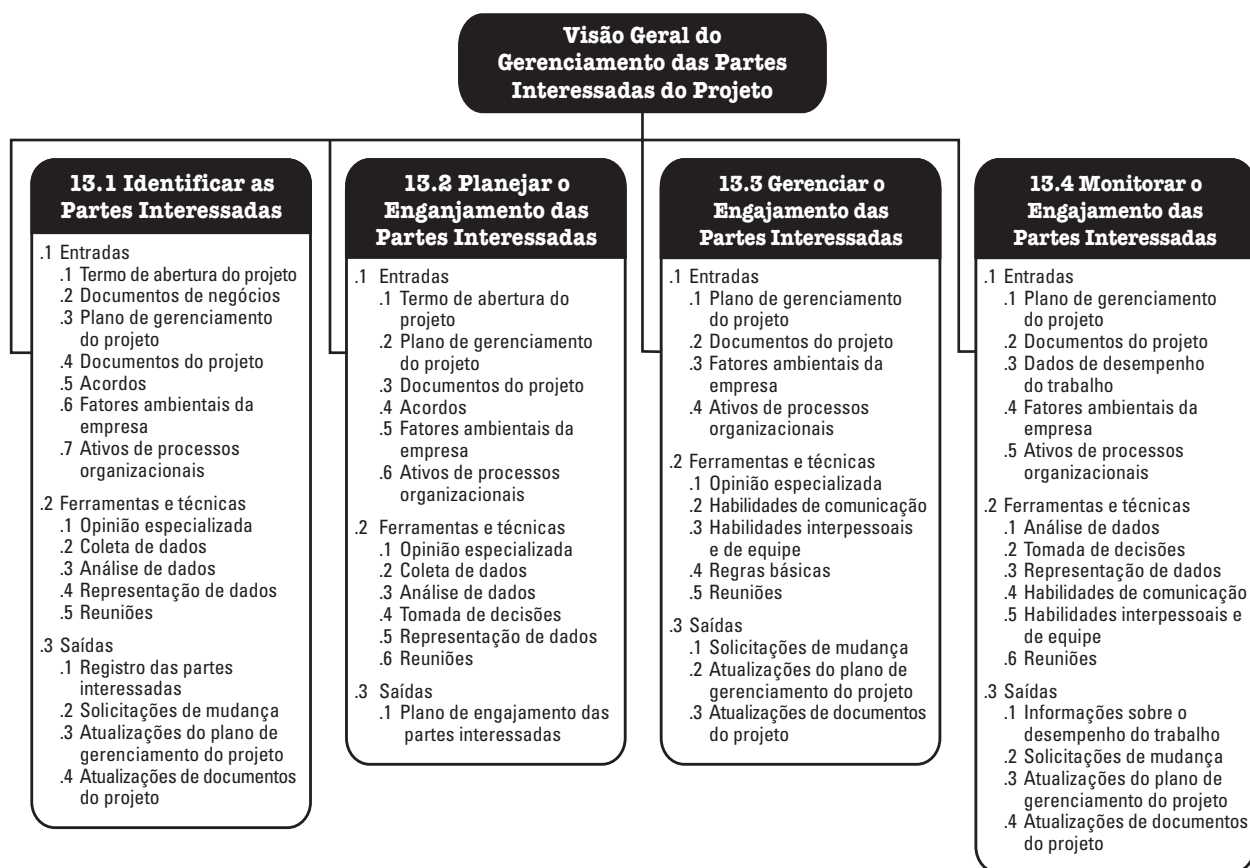 Visão Geral do
Gerenciamento das Partes
Interessadas do Projeto
13.1 Identificar as
Partes Interessadas
.1 Entradas
.1 Termo de abertura do projeto
.2 Documentos de negócios
.3 Plano de gerenciamento
do projeto
.4 Documentos do projeto
.5 Acordos
.6 Fatores ambientais da
empresa
.7 Ativos de processos
organizacionais
.2 Ferramentas e técnicas
.1 Opinião especializada
.2 Coleta de dados
.3 Análise de dados
.4 Representação de dados
.5 Reuniões
.3 Saídas
.1 Registro das partes
interessadas
.2 Solicitações de mudança
.3 Atualizações do plano de
gerenciamento do projeto
.4 Atualizações de documentos
do projeto
13.2 Planejar o
Enganjamento das
Partes Interessadas
.1 Entradas
.1 Termo de abertura do
projeto
.2 Plano de gerenciamento
do projeto
.3 Documentos do projeto
.4 Acordos
.5 Fatores ambientais da
empresa
.6 Ativos de processos
organizacionais
.2 Ferramentas e técnicas
.1 Opinião especializada
.2 Coleta de dados
.3 Análise de dados
.4 Tomada de decisões
.5 Representação de dados
.6 Reuniões
.3 Saídas
.1 Plano de engajamento das
partes interessadas
13.3 Gerenciar o
Engajamento das
Partes Interessadas
.1 Entradas
.1 Plano de gerenciamento
do projeto
.2 Documentos do projeto
.3 Fatores ambientais da
empresa
.4 Ativos de processos
organizacionais
.2 Ferramentas e técnicas
.1 Opinião especializada
.2 Habilidades de comunicação
.3 Habilidades interpessoais
e de equipe
.4 Regras básicas
.5 Reuniões
.3 Saídas
.1 Solicitações de mudança
.2 Atualizações do plano de
gerenciamento do projeto
.3 Atualizações de documentos
do projeto
13.4 Monitorar o
Engajamento das
Partes Interessadas
.1 Entradas
.1 Plano de gerenciamento
do projeto
.2 Documentos do projeto
.3 Dados de desempenho
do trabalho
.4 Fatores ambientais da
empresa
.5 Ativos de processos
organizacionais
.2 Ferramentas e técnicas
.1 Análise de dados
.2 Tomada de decisões
.3 Representação de dados
.4 Habilidades de comunicação
.5 Habilidades interpessoais e
de equipe
.6 Reuniões
.3 Saídas
.1 Informações sobre o
desempenho do trabalho
.2 Solicitações de mudança
.3 Atualizações do plano de
gerenciamento do projeto
.4 Atualizações de documentos
do projeto